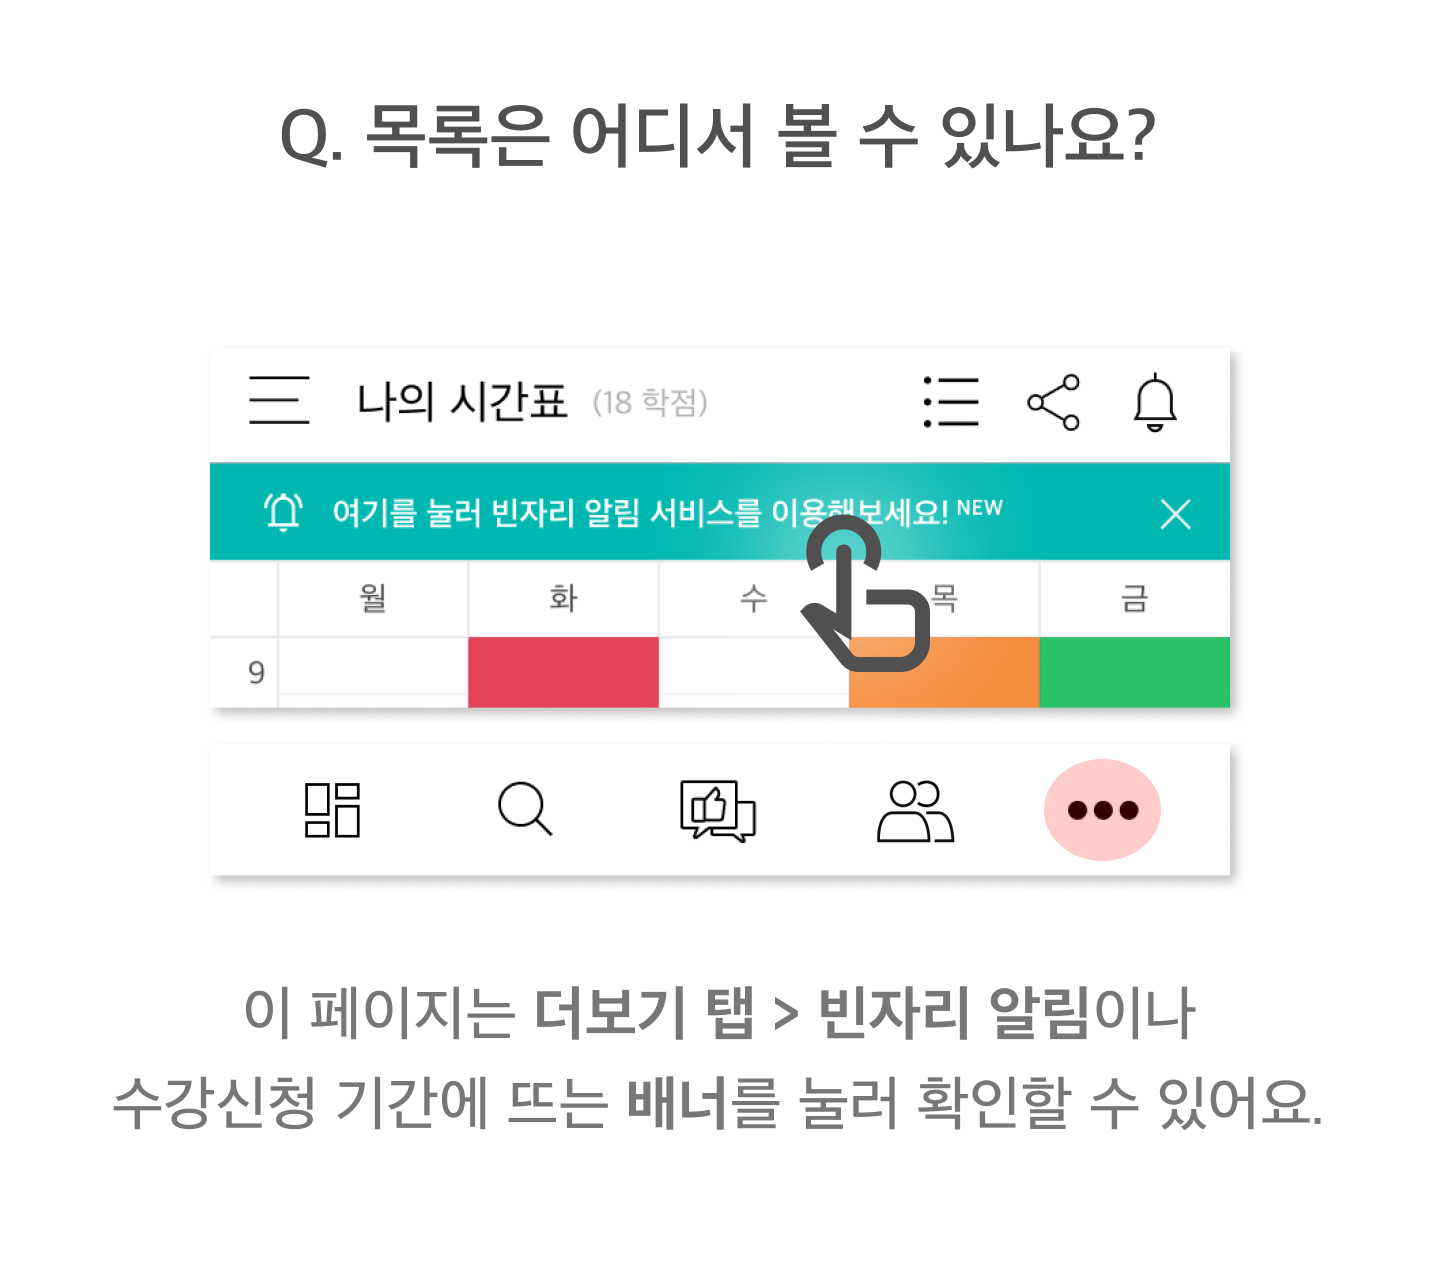 Q. 목록은 어디서 볼 수 있나요?
나의 시간표 (18 학점)
여기를 눌러 빈자리 알림 서비스를 이용해보세요! NEW
월 화 수 목 금
9
이 페이지는 더보기 탭 > 빈자리 알림이나
수강신청 기간에 뜨는 배너를 눌러 확인할 수 있어요.